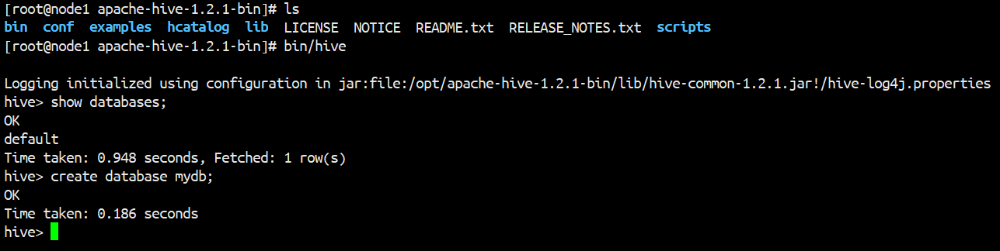 [root@node1 apache-hive-1.2.1-bin]# ls
bin conf examples hcatalog lib LICENSE NOTICE README.txt RELEASE_NOTES.txt scripts
[root@node1 apache-hive-1.2.1-bin]# bin/hive
Logging initialized using configuration in jar:file:/opt/apache-hive-1.2.1-bin/lib/hive-common-1.2.1.jar!/hive-log4j.properties
hive> show databases;
OK
default
Time taken: 0.948 seconds, Fetched: 1 row(s)
hive> create database mydb;
OK
Time taken: 0.186 seconds
hive>